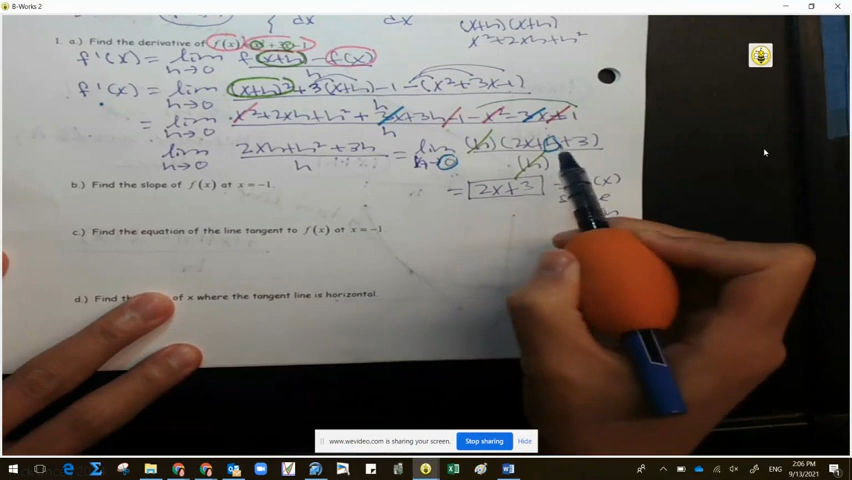 B-Works 2
dx
dx
(x+h)(x+h)
x²+2xh+h²
1. a.) Find the derivative of f(x)
f'(x) = lim h→0 f(x+h) - f(x) / h
f'(x) = lim h→0 (x+h)²+3(x+h)-1-(x²+3x-1) / h
= lim h→0 x²+2xh+h²+3x+3h-1-x²-3x+1 / h
lim h→0 2xh+h²+3h / h = lim h→0 (h)(2x+h+3) / (h)
= 2x+3
b.) Find the slope of f(x) at x = -1.
c.) Find the equation of the line tangent to f(x) at x = -1
d.) Find of x where the tangent line is horizontal.
www.wevideo.com is sharing your screen. Stop sharing Hide
ENG
2:06 PM
9/13/2021